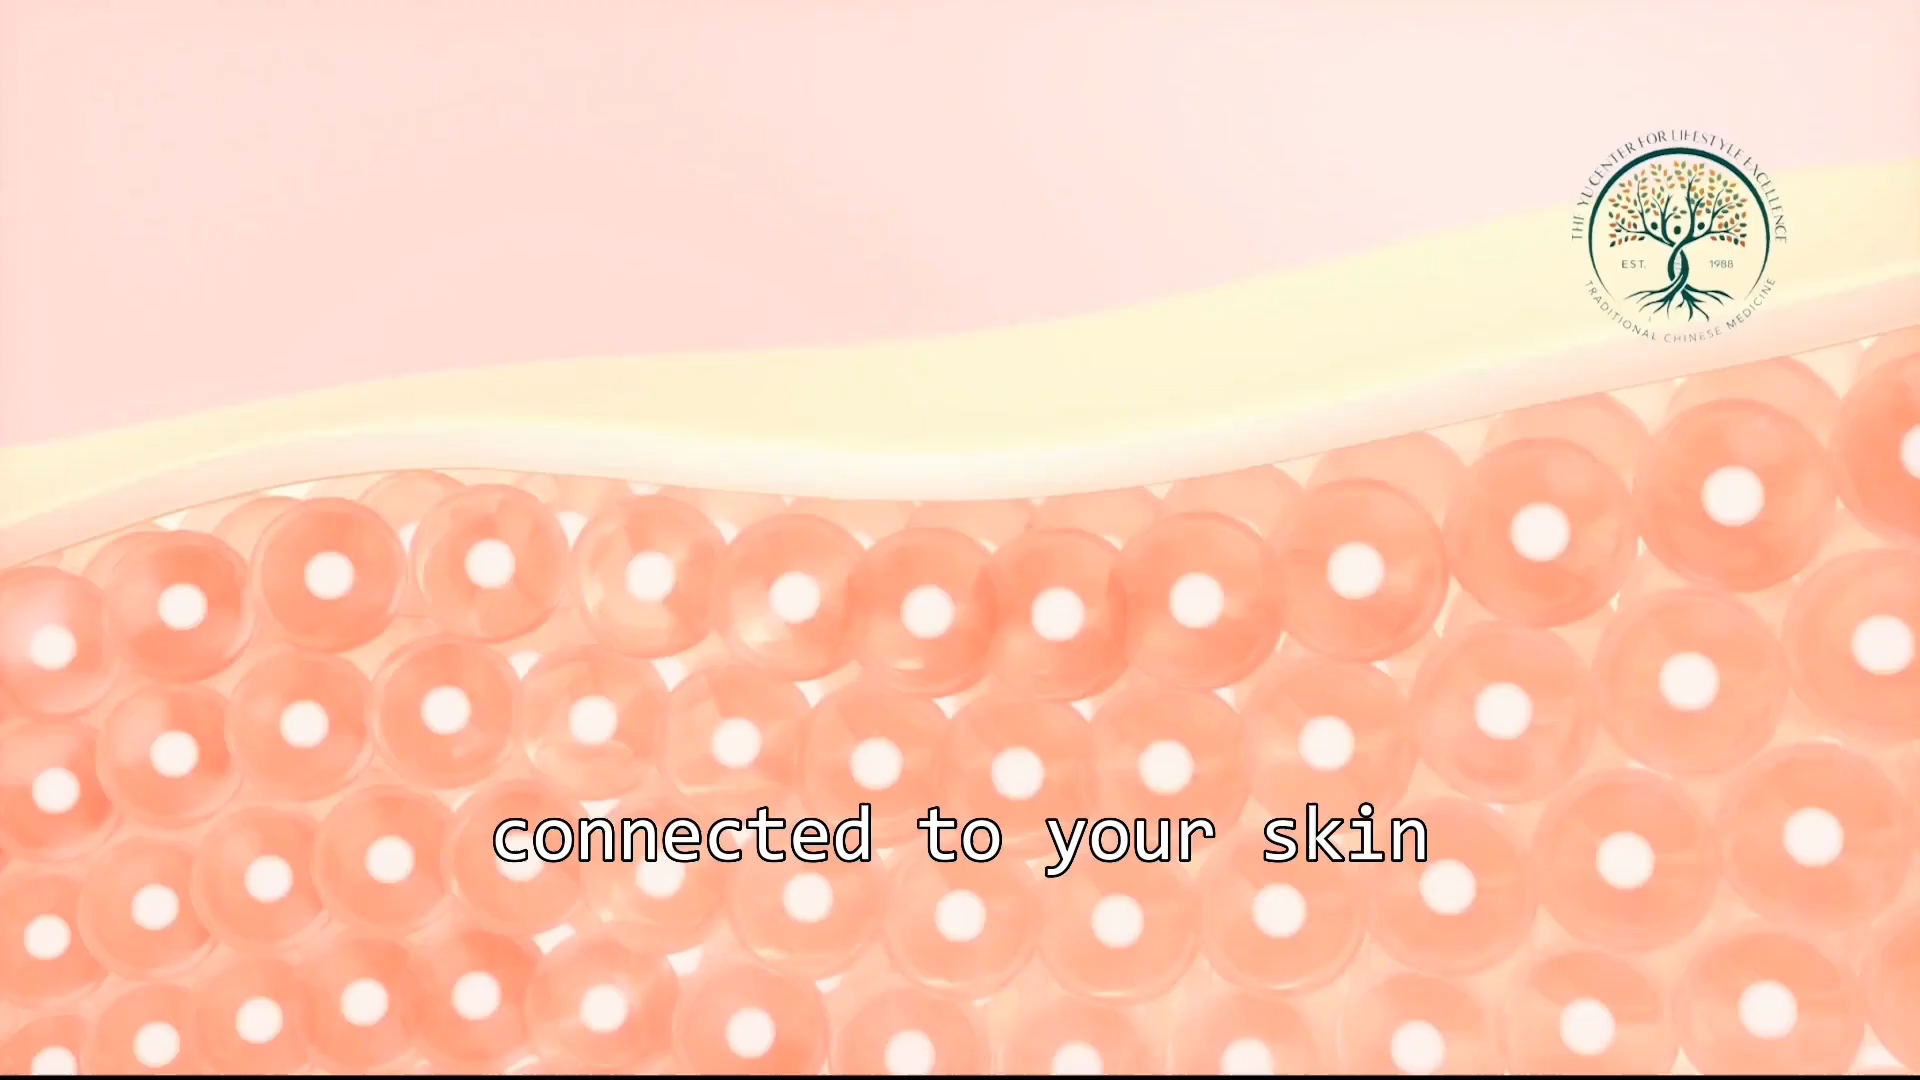 THE YU CENTER FOR LIFESTYLE EXCELLENCE
EST. 1988
TRADITIONAL CHINESE MEDICINE
connected to your skin